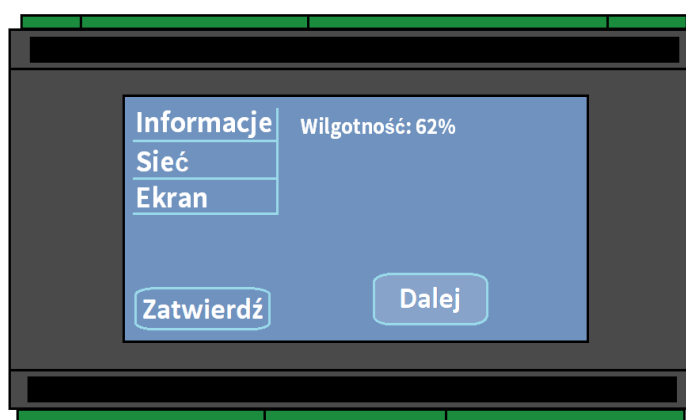 Informacje
Wilgotność: 62%
Sieć
Ekran
Zatwierdź
Dalej